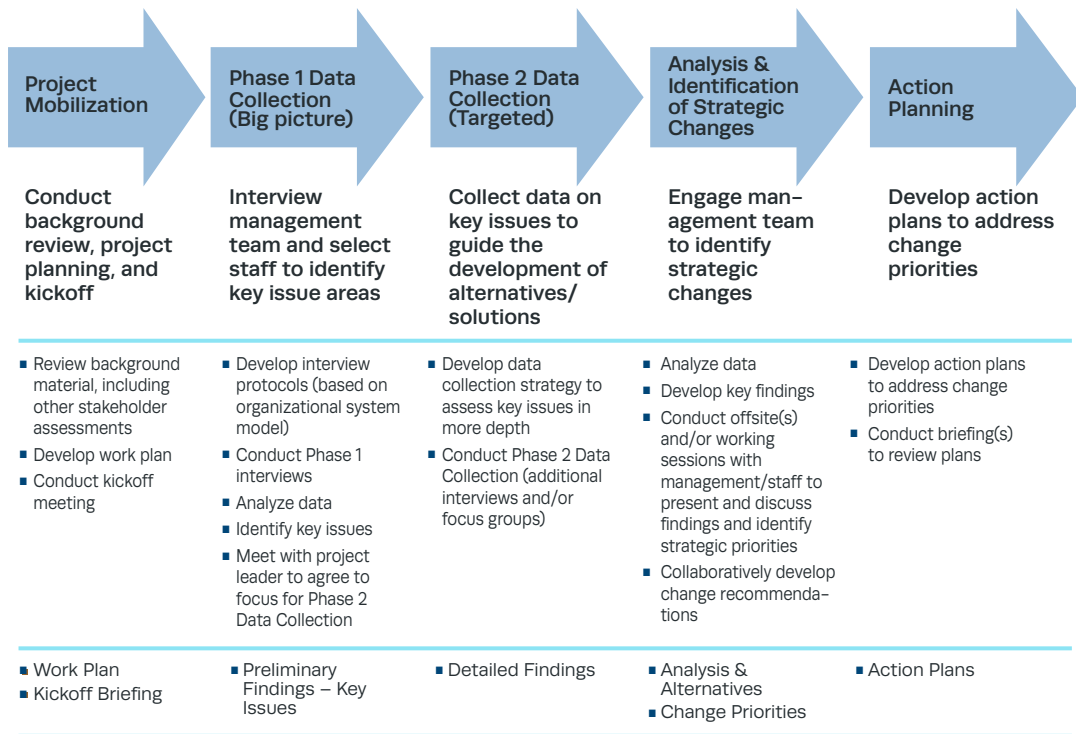 Project
Mobilization
Phase 1 Data
Collection
(Big picture)
Phase 2 Data
Collection
(Targeted)
Analysis &
Identification
of Strategic
Changes
Action
Planning
Conduct
background
review, project
planning, and
kickoff
Interview
management
team and select
staff to identify
key issue areas
Collect data on
key issues to
guide the
development of
alternatives/
solutions
Engage man-
agement team
to identify
strategic
changes
Develop action
plans to address
change
priorities
▪ Review background
material, including
other stakeholder
assessments
▪ Develop work plan
▪ Conduct kickoff
meeting
▪ Develop interview
protocols (based on
organizational system
model)
▪ Conduct Phase 1
interviews
▪ Analyze data
▪ Identify key issues
▪ Meet with project
leader to agree to
focus for Phase 2
Data Collection
▪ Develop data
collection strategy to
assess key issues in
more depth
▪ Conduct Phase 2 Data
Collection (additional
interviews and/or
focus groups)
▪ Analyze data
▪ Develop key findings
▪ Conduct offsite(s)
and/or working
sessions with
management/staff to
present and discuss
findings and identify
strategic priorities
▪ Collaboratively develop
change recommenda-
tions
▪ Develop action plans
to address change
priorities
▪ Conduct briefing(s)
to review plans
▪ Work Plan
▪ Kickoff Briefing
▪ Preliminary
Findings – Key
Issues
▪ Detailed Findings
▪ Analysis &
Alternatives
▪ Change Priorities
▪ Action Plans